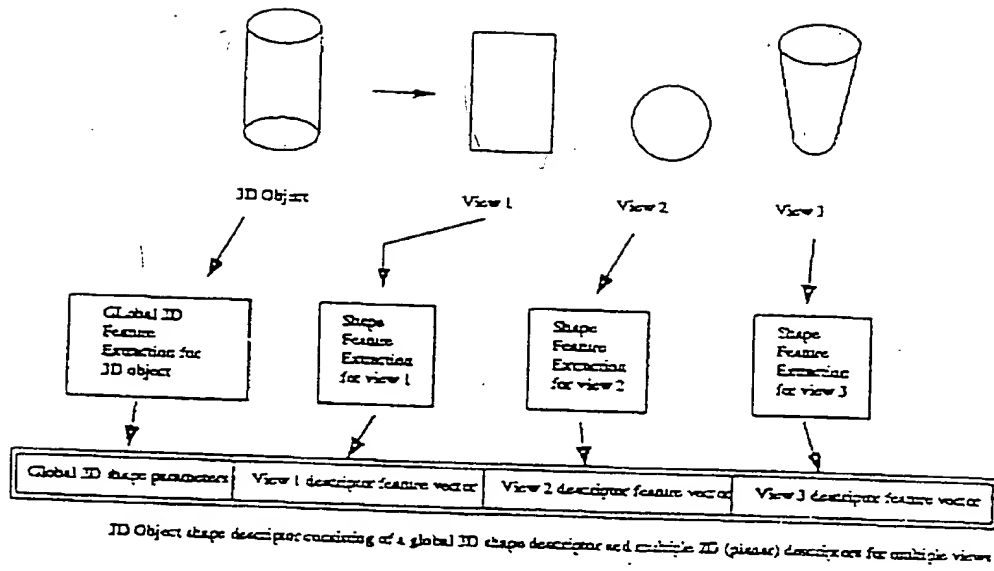 3D Object
View 1
View 2
View 3
GLobal 3D
Feature
Extraction for
3D object
Shape
Feature
Extraction
for view 1
Shape
Feature
Extraction
for view 2
Shape
Feature
Extraction
for view 3
Global 3D shape parameters
View 1 descriptor feature vector
View 2 descriptor feature vector
View 3 descriptor feature vector
3D Object shape descriptor consisting of a global 3D shape descriptor and multiple 2D (planar) descriptors for multiple views